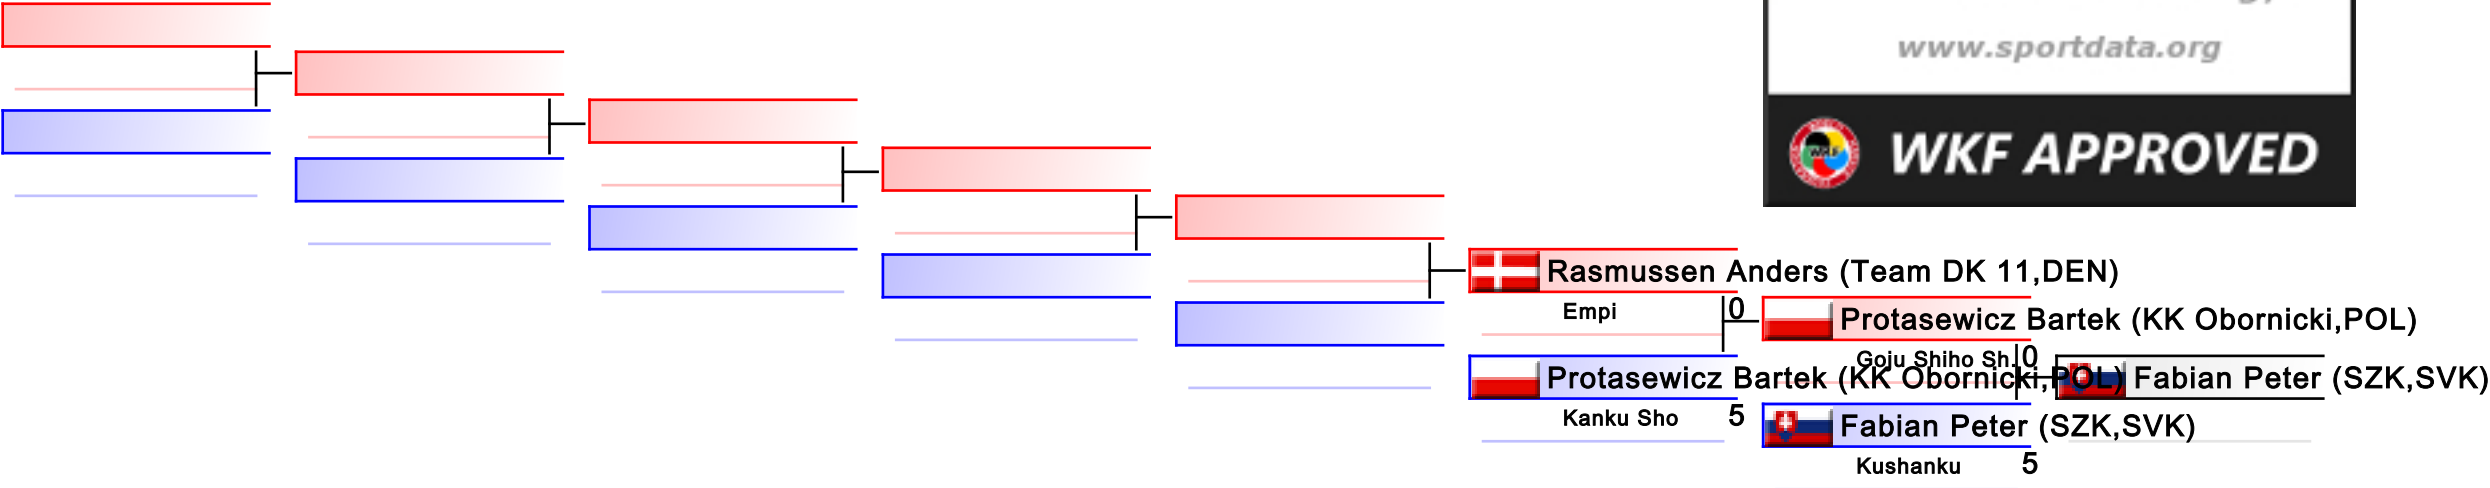 www.sportdata.org
WKF APPROVED
Rasmussen Anders (Team DK 11,DEN)
Empi
0
Protasewicz Bartek (KK Obornicki,POL)
Goju Shiho Sh.
0
Protasewicz Bartek (KK Obornicki,POL)
Fabian Peter (SZK,SVK)
Kanku Sho
5
Fabian Peter (SZK,SVK)
Kushanku
5